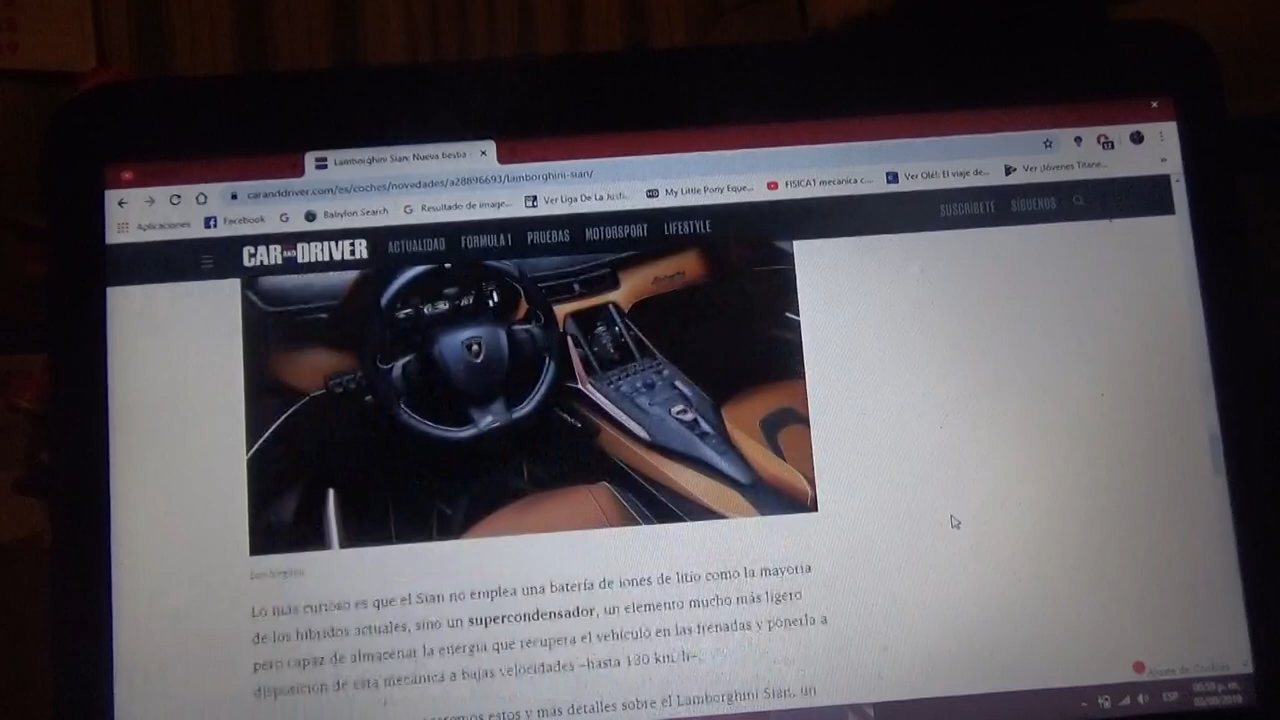 Lamborghini Sian: Nueva bestia
caranddriver.com/es/coches/novedades/a28896693/lamborghini-sian/
Aplicaciones Facebook Babylon Search Resultado de image... Ver Liga De La Justi... My Little Pony Eque... FISICA1 mecanica c... Ver Olé!: El viaje de... Ver ¡Jóvenes Titane...
CAR AND DRIVER ACTUALIDAD FÓRMULA 1 PRUEBAS MOTORSPORT LIFESTYLE SUSCRÍBETE SÍGUENOS
Lamborghini
Lo más curioso es que el Sian no emplea una batería de iones de litio como la mayoría
de los híbridos actuales, sino un supercondensador, un elemento mucho más ligero
pero capaz de almacenar la energía que recupera el vehículo en las frenadas y ponerla a
disposición de esta mecánica a bajas velocidades –hasta 130 km/h–.
estos y más detalles sobre el Lamborghini Sian, un
Ajuste de Cookies
ESP